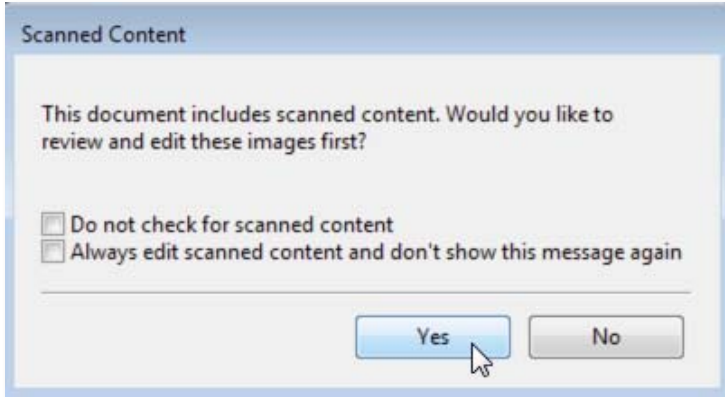 Scanned Content
This document includes scanned content. Would you like to
review and edit these images first?
Do not check for scanned content
Always edit scanned content and don't show this message again
Yes
No